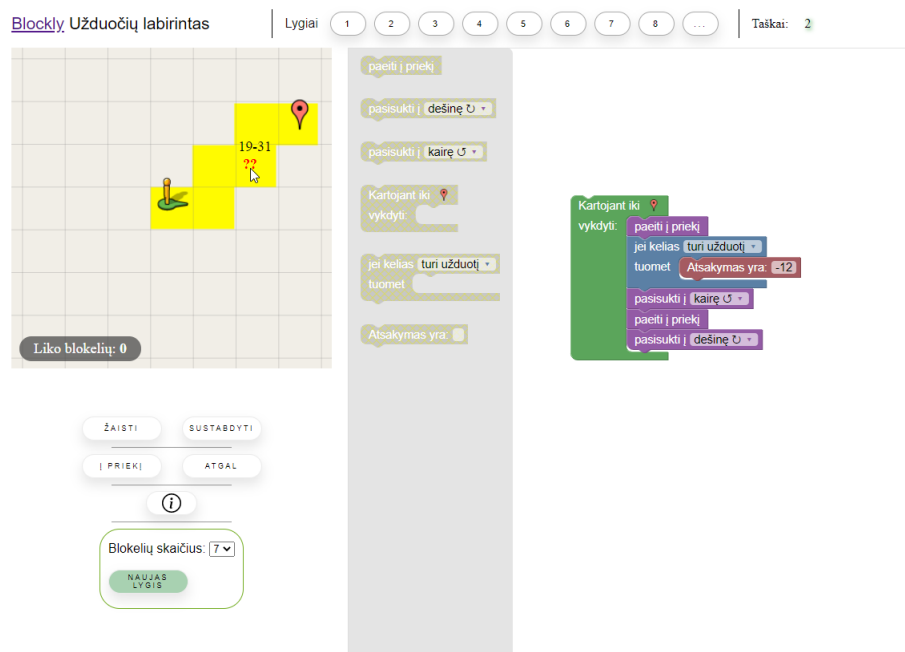 Blockly Užduočių labirintas
Lygiai
1
2
3
4
5
6
7
8
...
Taškai: 2
19-31
??
Liko blokelių: 0
ŽAISTI
SUSTABDYTI
Į PRIEKĮ
ATGAL
Blokelių skaičius: 7
NAUJAS
LYGIS
paeiti į priekį
pasisukti į dešinę ↻
pasisukti į kairę ↺
Kartojant iki
vykdyti:
jei kelias turi užduotį
tuomet
Atsakymas yra:
Kartojant iki
vykdyti:
paeiti į priekį
jei kelias turi užduotį
tuomet
Atsakymas yra: -12
pasisukti į kairę ↺
paeiti į priekį
pasisukti į dešinę ↻